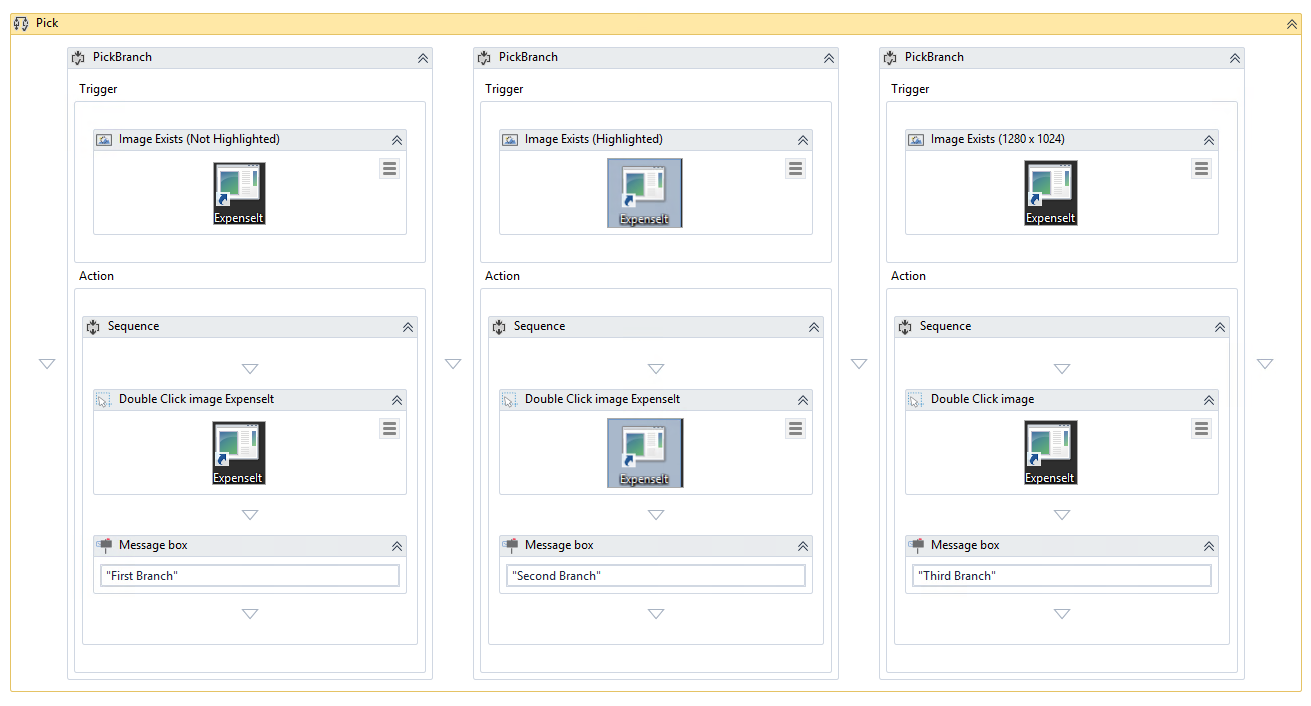 Pick
PickBranch
Trigger
Image Exists (Not Highlighted)
ExpenseIt
Action
Sequence
Double Click image ExpenseIt
ExpenseIt
Message box
"First Branch"
PickBranch
Trigger
Image Exists (Highlighted)
ExpenseIt
Action
Sequence
Double Click image ExpenseIt
ExpenseIt
Message box
"Second Branch"
PickBranch
Trigger
Image Exists (1280 x 1024)
ExpenseIt
Action
Sequence
Double Click image
ExpenseIt
Message box
"Third Branch"